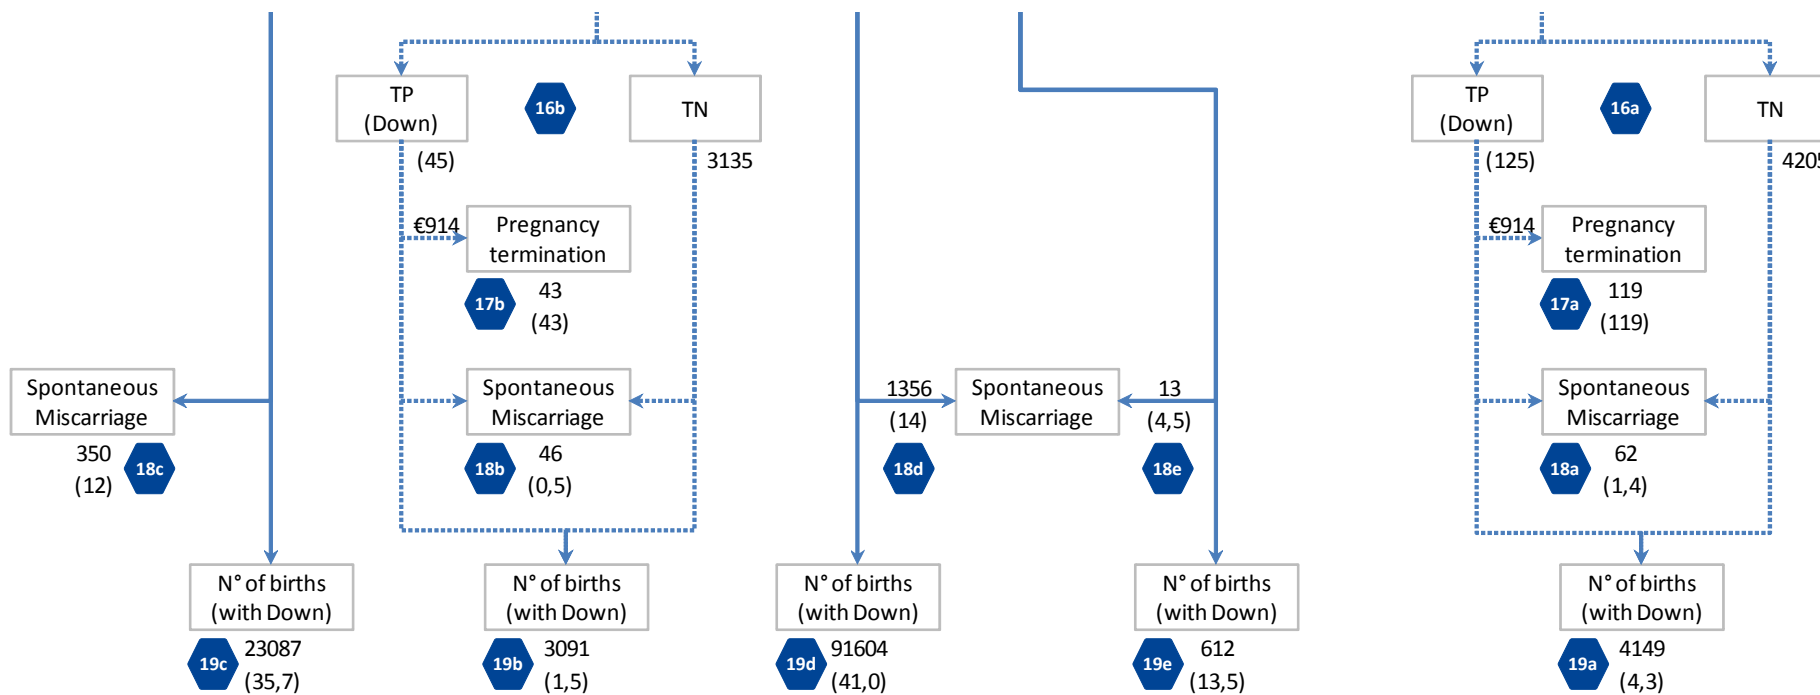 TP
(Down)
16b
TN
(45)
3135
TP
(Down)
16a
TN
(125)
4205
€914
Pregnancy
termination
17b
43
(43)
€914
Pregnancy
termination
17a
119
(119)
Spontaneous
Miscarriage
350
(12)
18c
Spontaneous
Miscarriage
18b
46
(0,5)
1356
(14)
18d
Spontaneous
Miscarriage
13
(4,5)
18e
Spontaneous
Miscarriage
18a
62
(1,4)
N° of births
(with Down)
19c
23087
(35,7)
N° of births
(with Down)
19b
3091
(1,5)
N° of births
(with Down)
19d
91604
(41,0)
N° of births
(with Down)
19e
612
(13,5)
N° of births
(with Down)
19a
4149
(4,3)